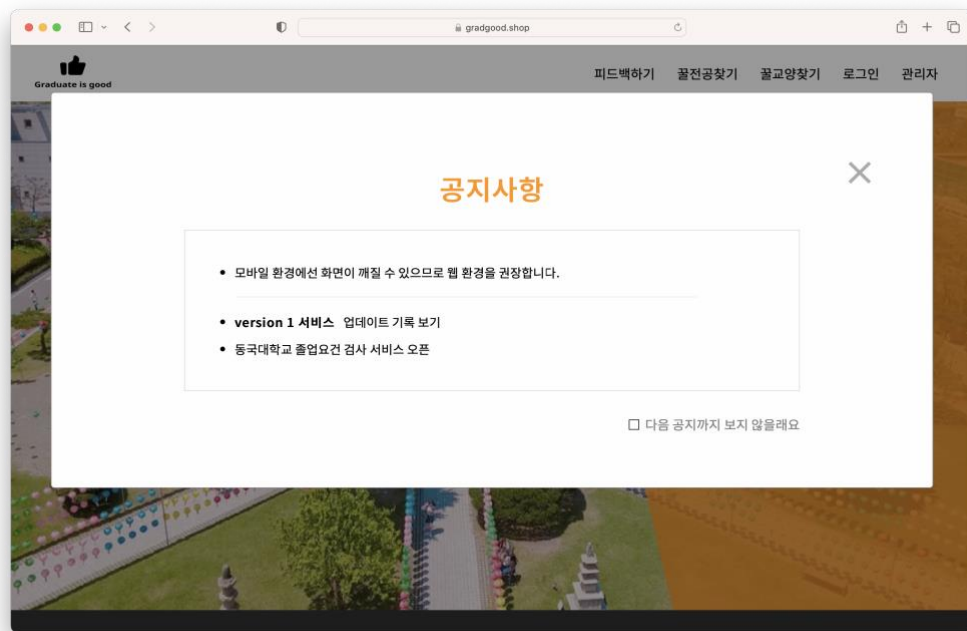 gradgood.shop
Graduate is good
피드백하기 꿀전공찾기 꿀교양찾기 로그인 관리자
공지사항
모바일 환경에선 화면이 깨질 수 있으므로 웹 환경을 권장합니다.
version 1 서비스 업데이트 기록 보기
동국대학교 졸업요건 검사 서비스 오픈
다음 공지까지 보지 않을래요